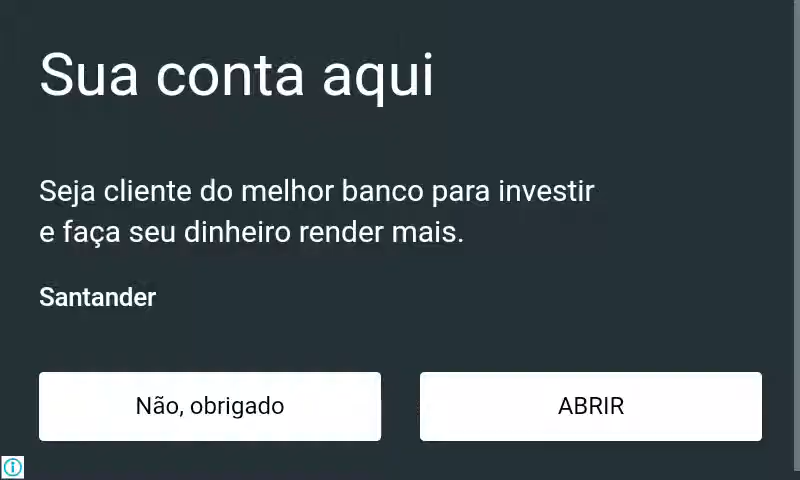 Sua conta aqui
Seja cliente do melhor banco para investir
e faça seu dinheiro render mais.
Santander
Não, obrigado
ABRIR